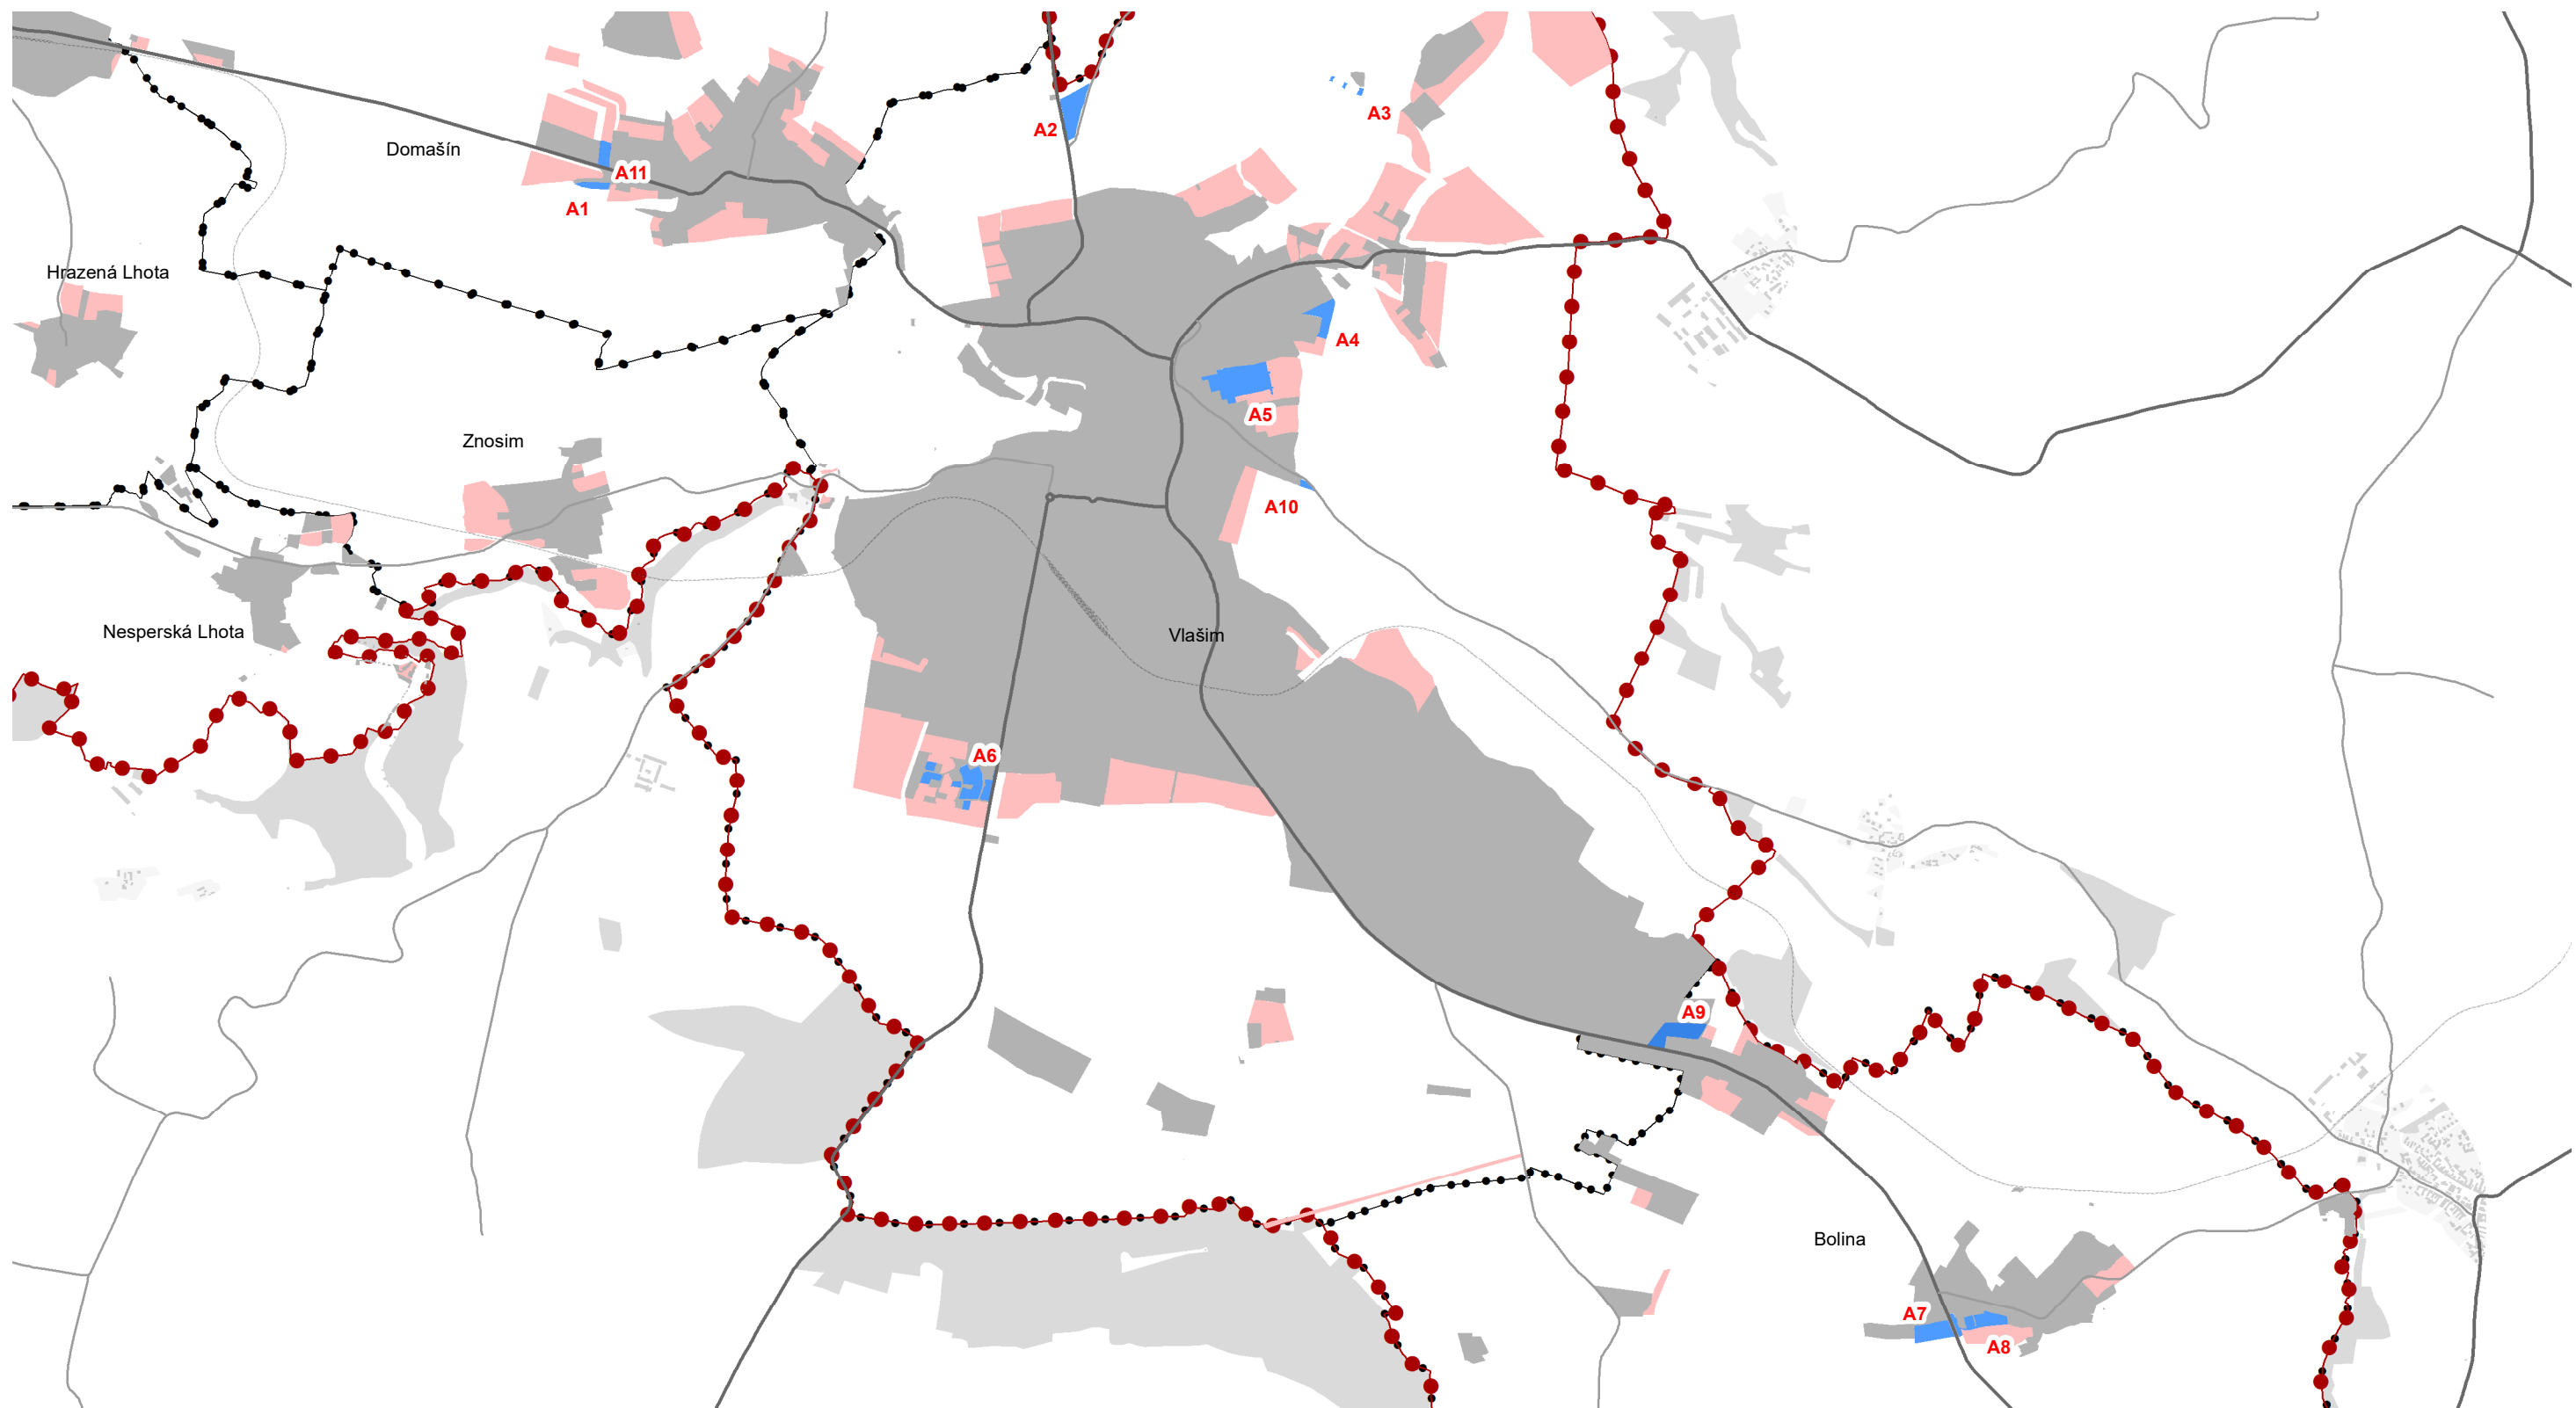 A3
A2
Domašín
A11
A1
Hrazená Lhota
A4
A5
Znosim
A10
Nesperská Lhota
Vlašim
A6
A9
Bolina
A7
A8